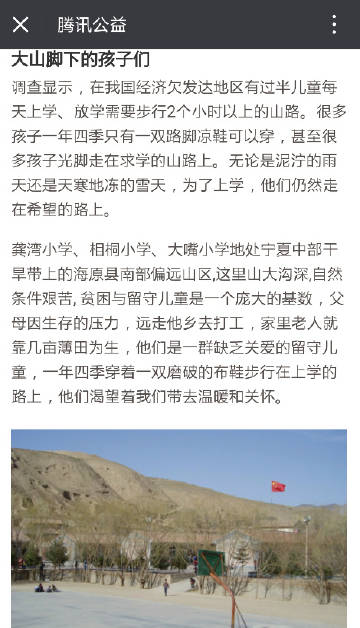 腾讯公益
大山脚下的孩子们
调查显示，在我国经济欠发达地区有过半儿童每
天上学、放学需要步行2个小时以上的山路。很多
孩子一年四季只有一双路脚凉鞋可以穿，甚至很
多孩子光脚走在求学的山路上。无论是泥泞的雨
天还是天寒地冻的雪天，为了上学，他们仍然走
在希望的路上。
龚湾小学、相桐小学、大嘴小学地处宁夏中部干
旱带上的海原县南部偏远山区,这里山大沟深,自然
条件艰苦, 贫困与留守儿童是一个庞大的基数，父
母因生存的压力，远走他乡去打工，家里老人就
靠几亩薄田为生，他们是一群缺乏关爱的留守儿
童，一年四季穿着一双磨破的布鞋步行在上学的
路上，他们渴望着我们带去温暖和关怀。